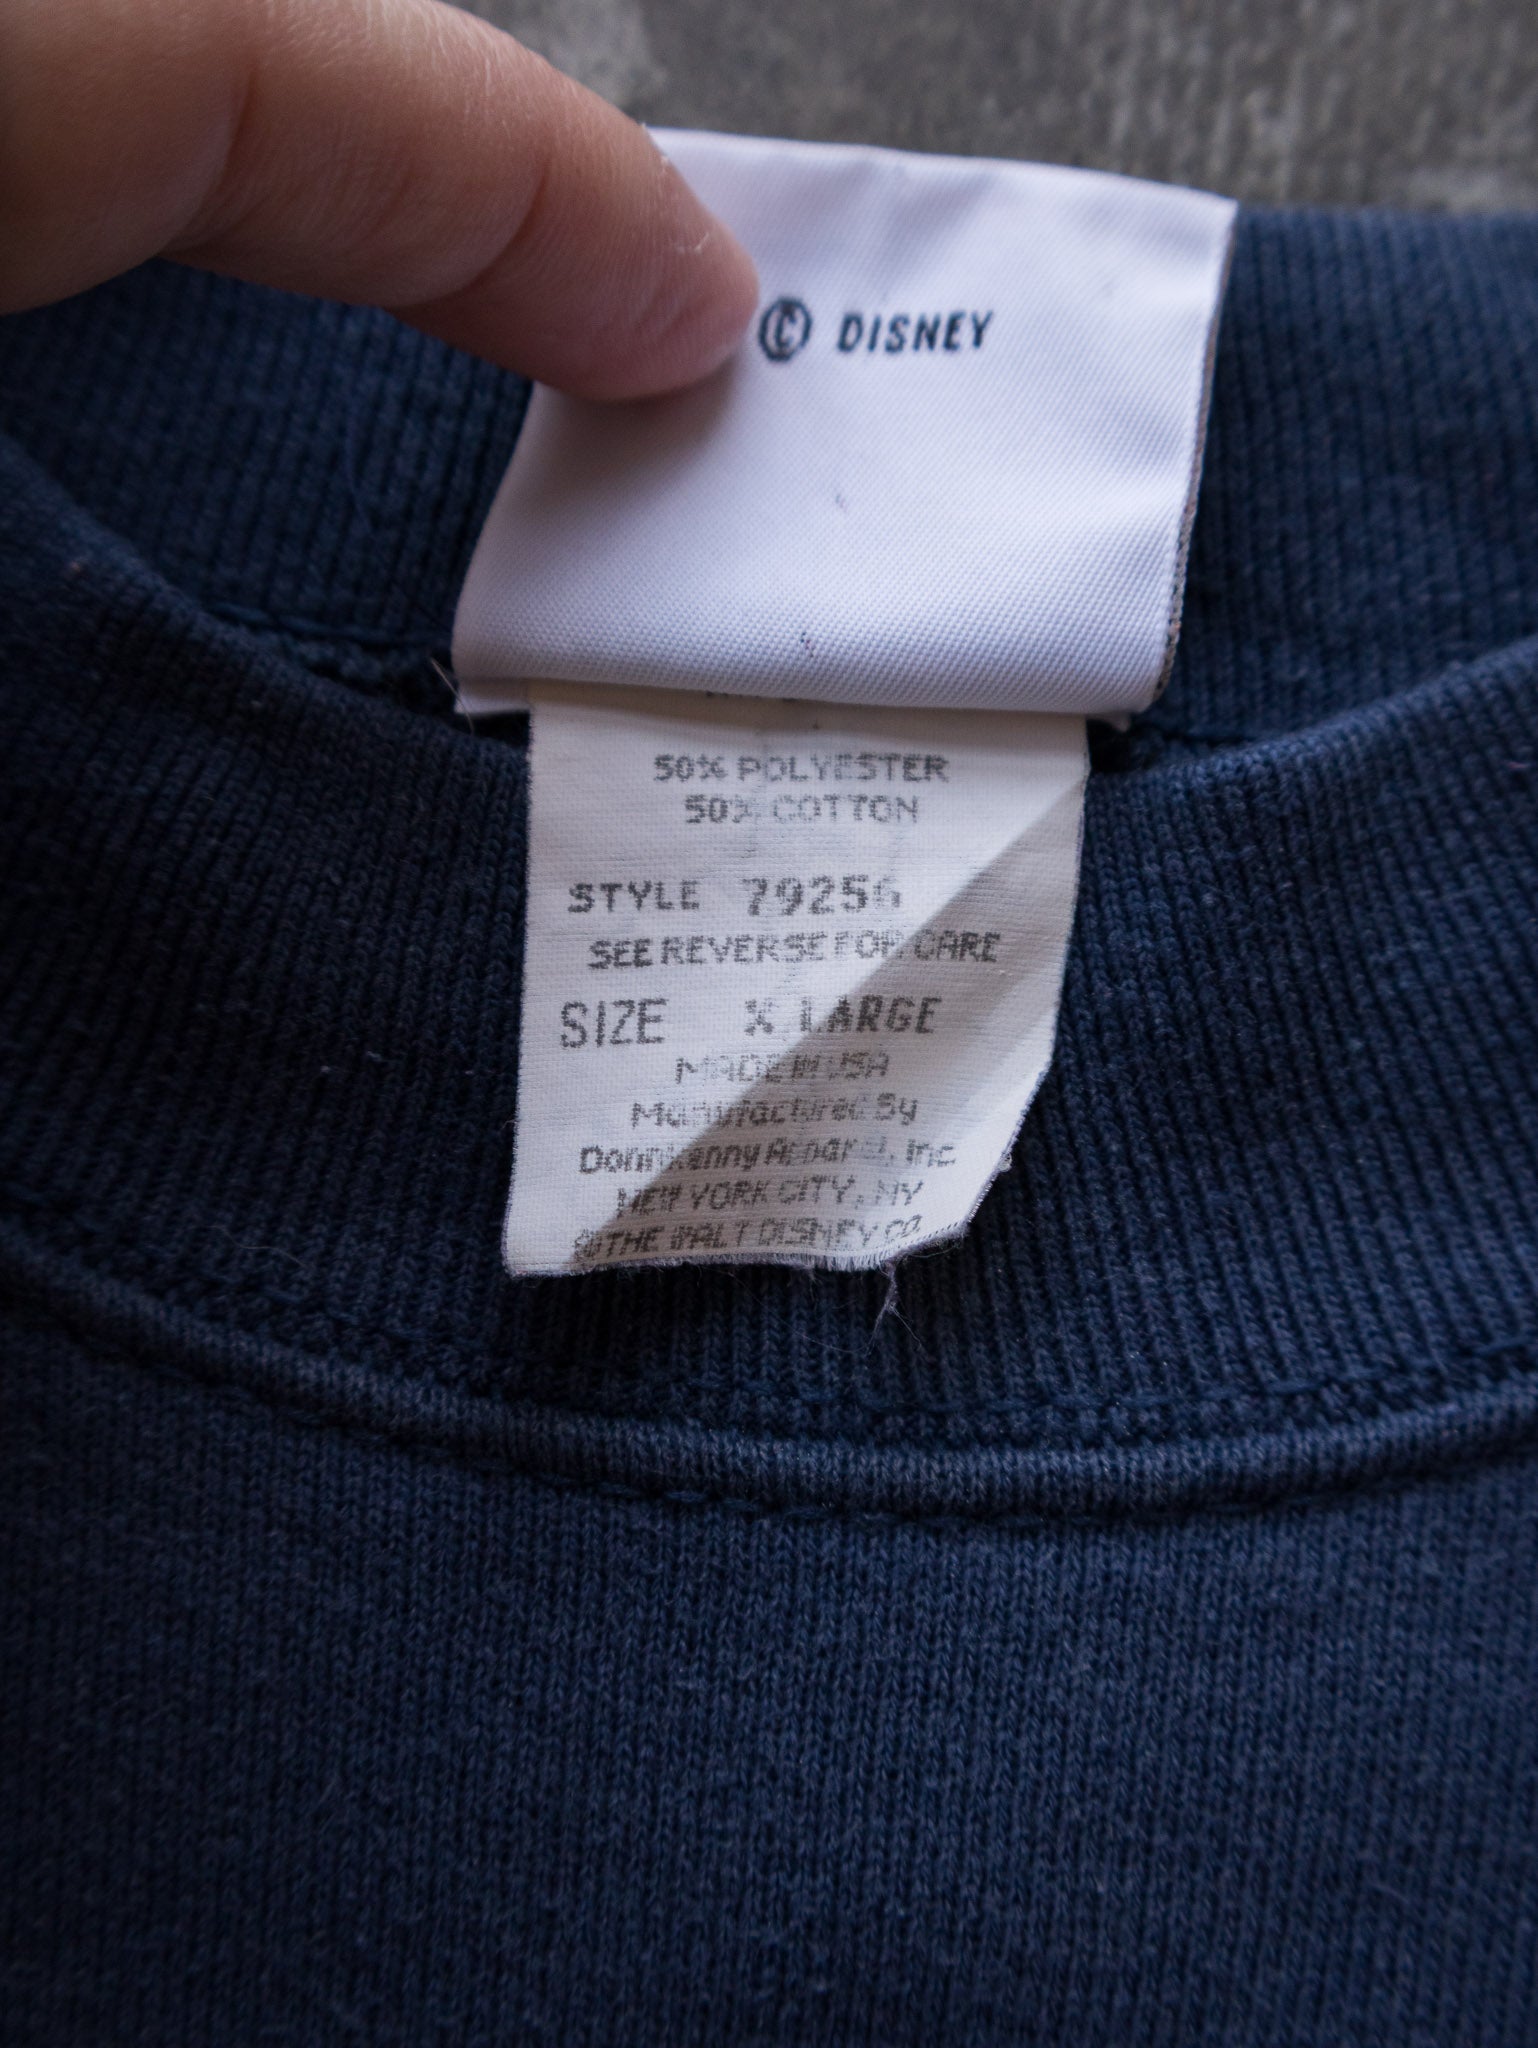 © DISNEY
50% POLYESTER
50% COTTON
STYLE 79256
SEE REVERSE FOR CARE
SIZE X LARGE
MADE IN USA
Manufactured By
Donnkenny Apparel, Inc
NEW YORK CITY, NY
© THE WALT DISNEY CO.